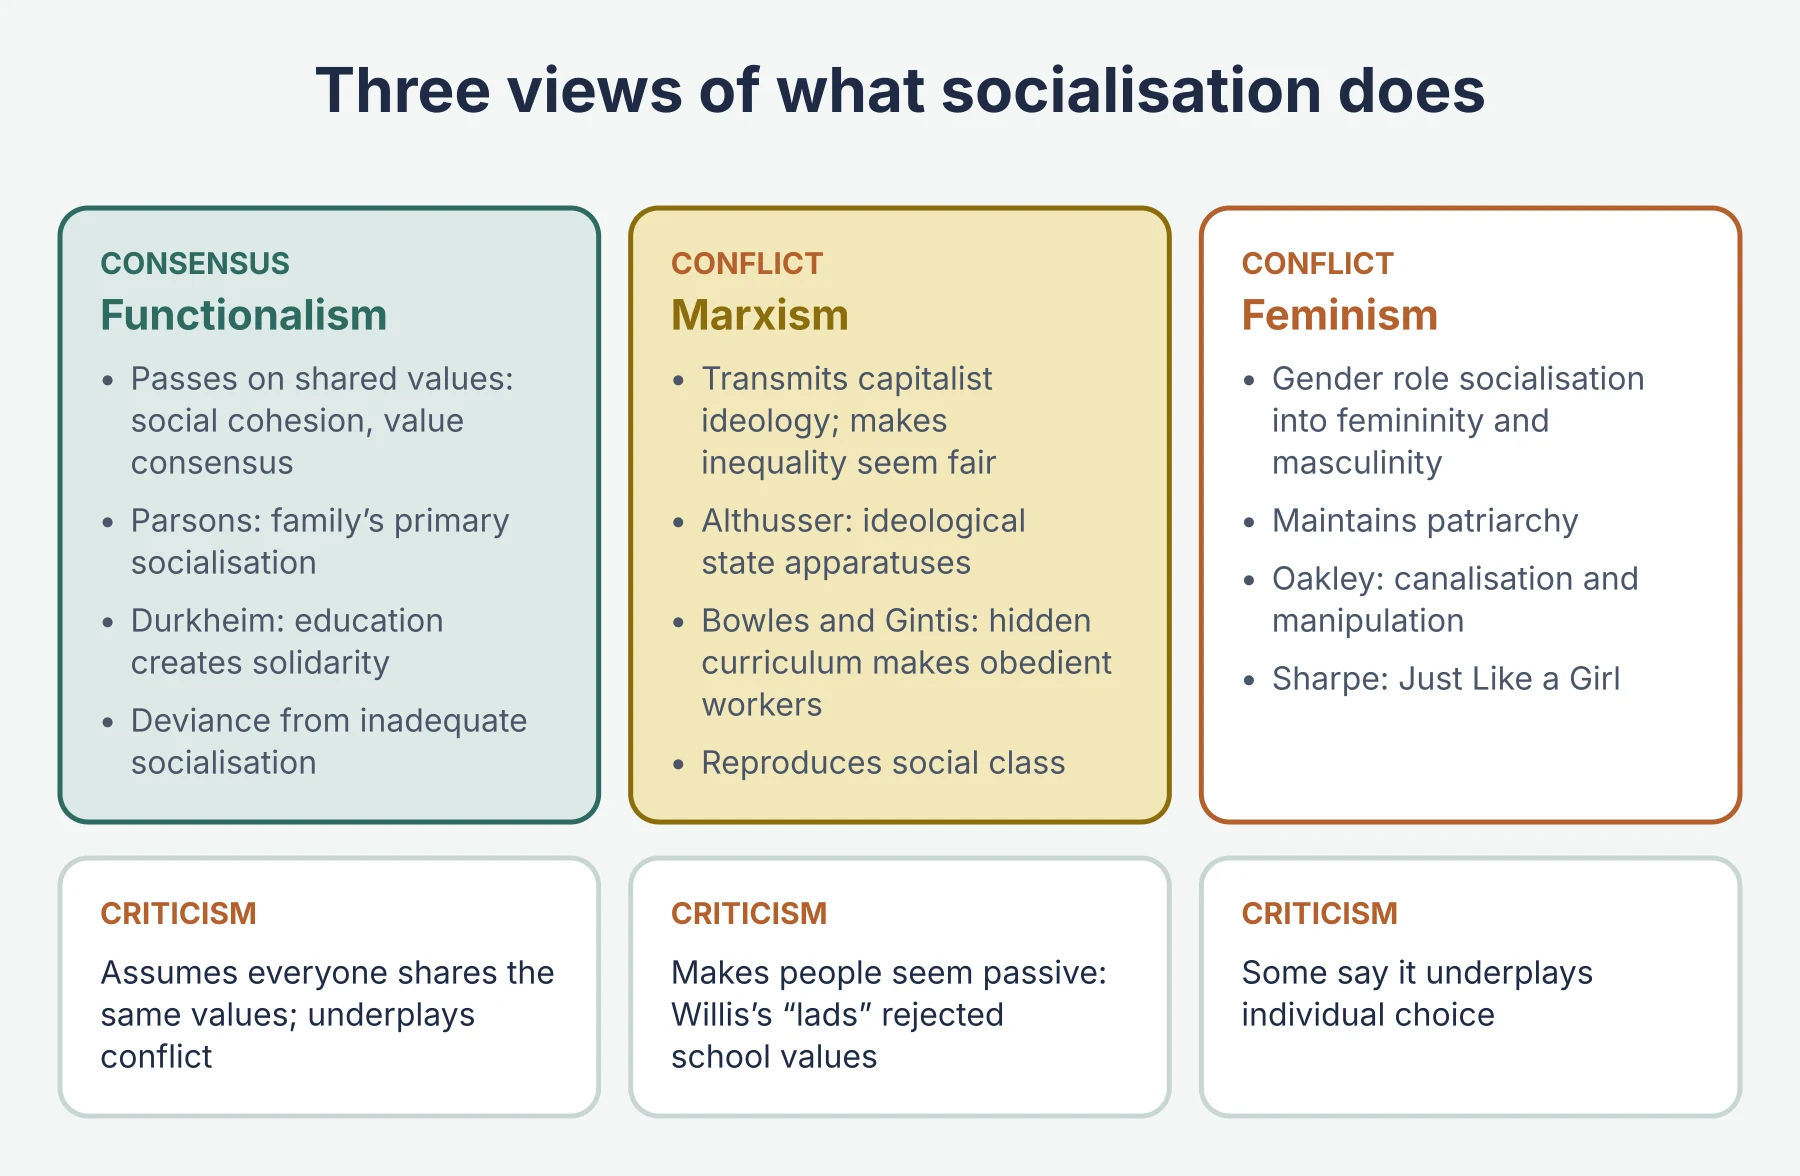 Three views of what socialisation does
CONSENSUS
Functionalism
• Passes on shared values:
social cohesion, value
consensus
• Parsons: family’s primary
socialisation
• Durkheim: education
creates solidarity
• Deviance from inadequate
socialisation
CONFLICT
Marxism
• Transmits capitalist
ideology; makes
inequality seem fair
• Althusser: ideological
state apparatuses
• Bowles and Gintis: hidden
curriculum makes obedient
workers
• Reproduces social class
CONFLICT
Feminism
• Gender role socialisation
into femininity and
masculinity
• Maintains patriarchy
• Oakley: canalisation and
manipulation
• Sharpe: Just Like a Girl
CRITICISM
Assumes everyone shares the
same values; underplays
conflict
CRITICISM
Makes people seem passive:
Willis’s “lads” rejected
school values
CRITICISM
Some say it underplays
individual choice